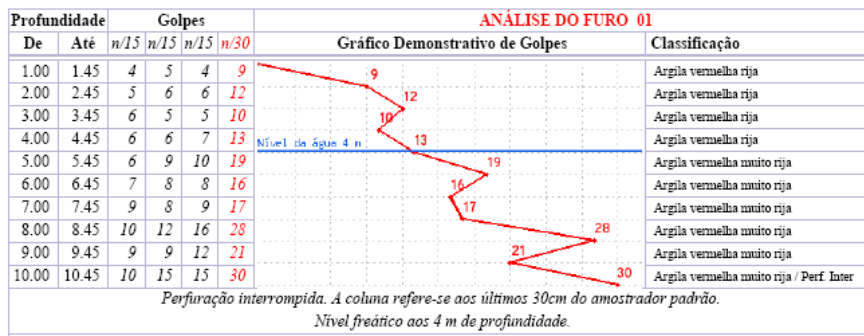 Profundidade Golpes ANÁLISE DO FURO 01
De Até n/15 n/15 n/15 n/30 Gráfico Demonstrativo de Golpes Classificação
1.00 1.45 4 5 4 9 9 Argila vermelha rija
2.00 2.45 5 6 6 12 12 Argila vermelha rija
3.00 3.45 6 5 5 10 10 Argila vermelha rija
4.00 4.45 6 6 7 13 Nível da água 4 m 13 Argila vermelha rija
5.00 5.45 6 9 10 19 19 Argila vermelha muito rija
6.00 6.45 7 8 8 16 16 Argila vermelha muito rija
7.00 7.45 9 8 9 17 17 Argila vermelha muito rija
8.00 8.45 10 12 16 28 28 Argila vermelha muito rija
9.00 9.45 9 9 12 21 21 Argila vermelha muito rija
10.00 10.45 10 15 15 30 30 Argila vermelha muito rija / Perf. Inter
Perfuração interrompida. A coluna refere-se aos últimos 30cm do amostrador padrão.
Nível freático aos 4 m de profundidade.